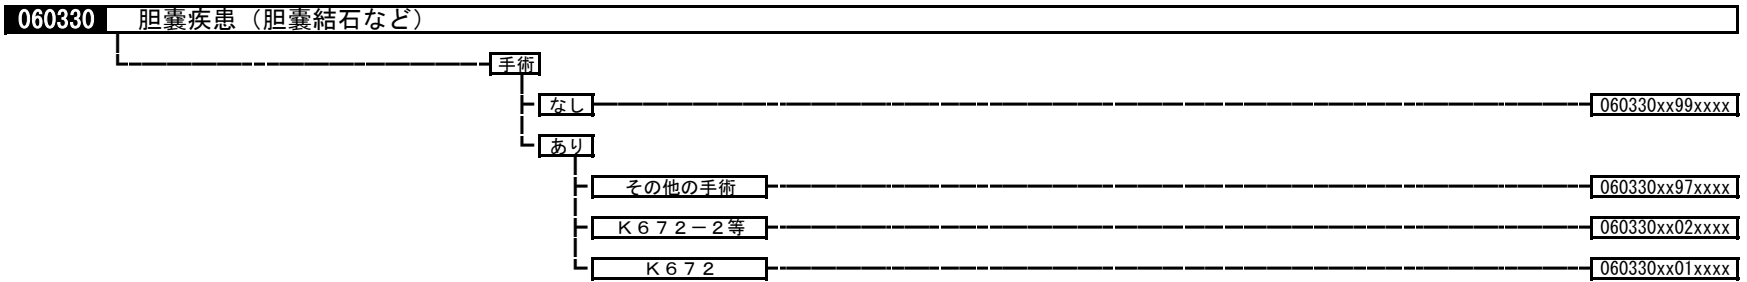 060330 胆嚢疾患（胆嚢結石など）
手術
なし 060330xx99xxxx
あり
その他の手術 060330xx97xxxx
Ｋ６７２－２等 060330xx02xxxx
Ｋ６７２ 060330xx01xxxx